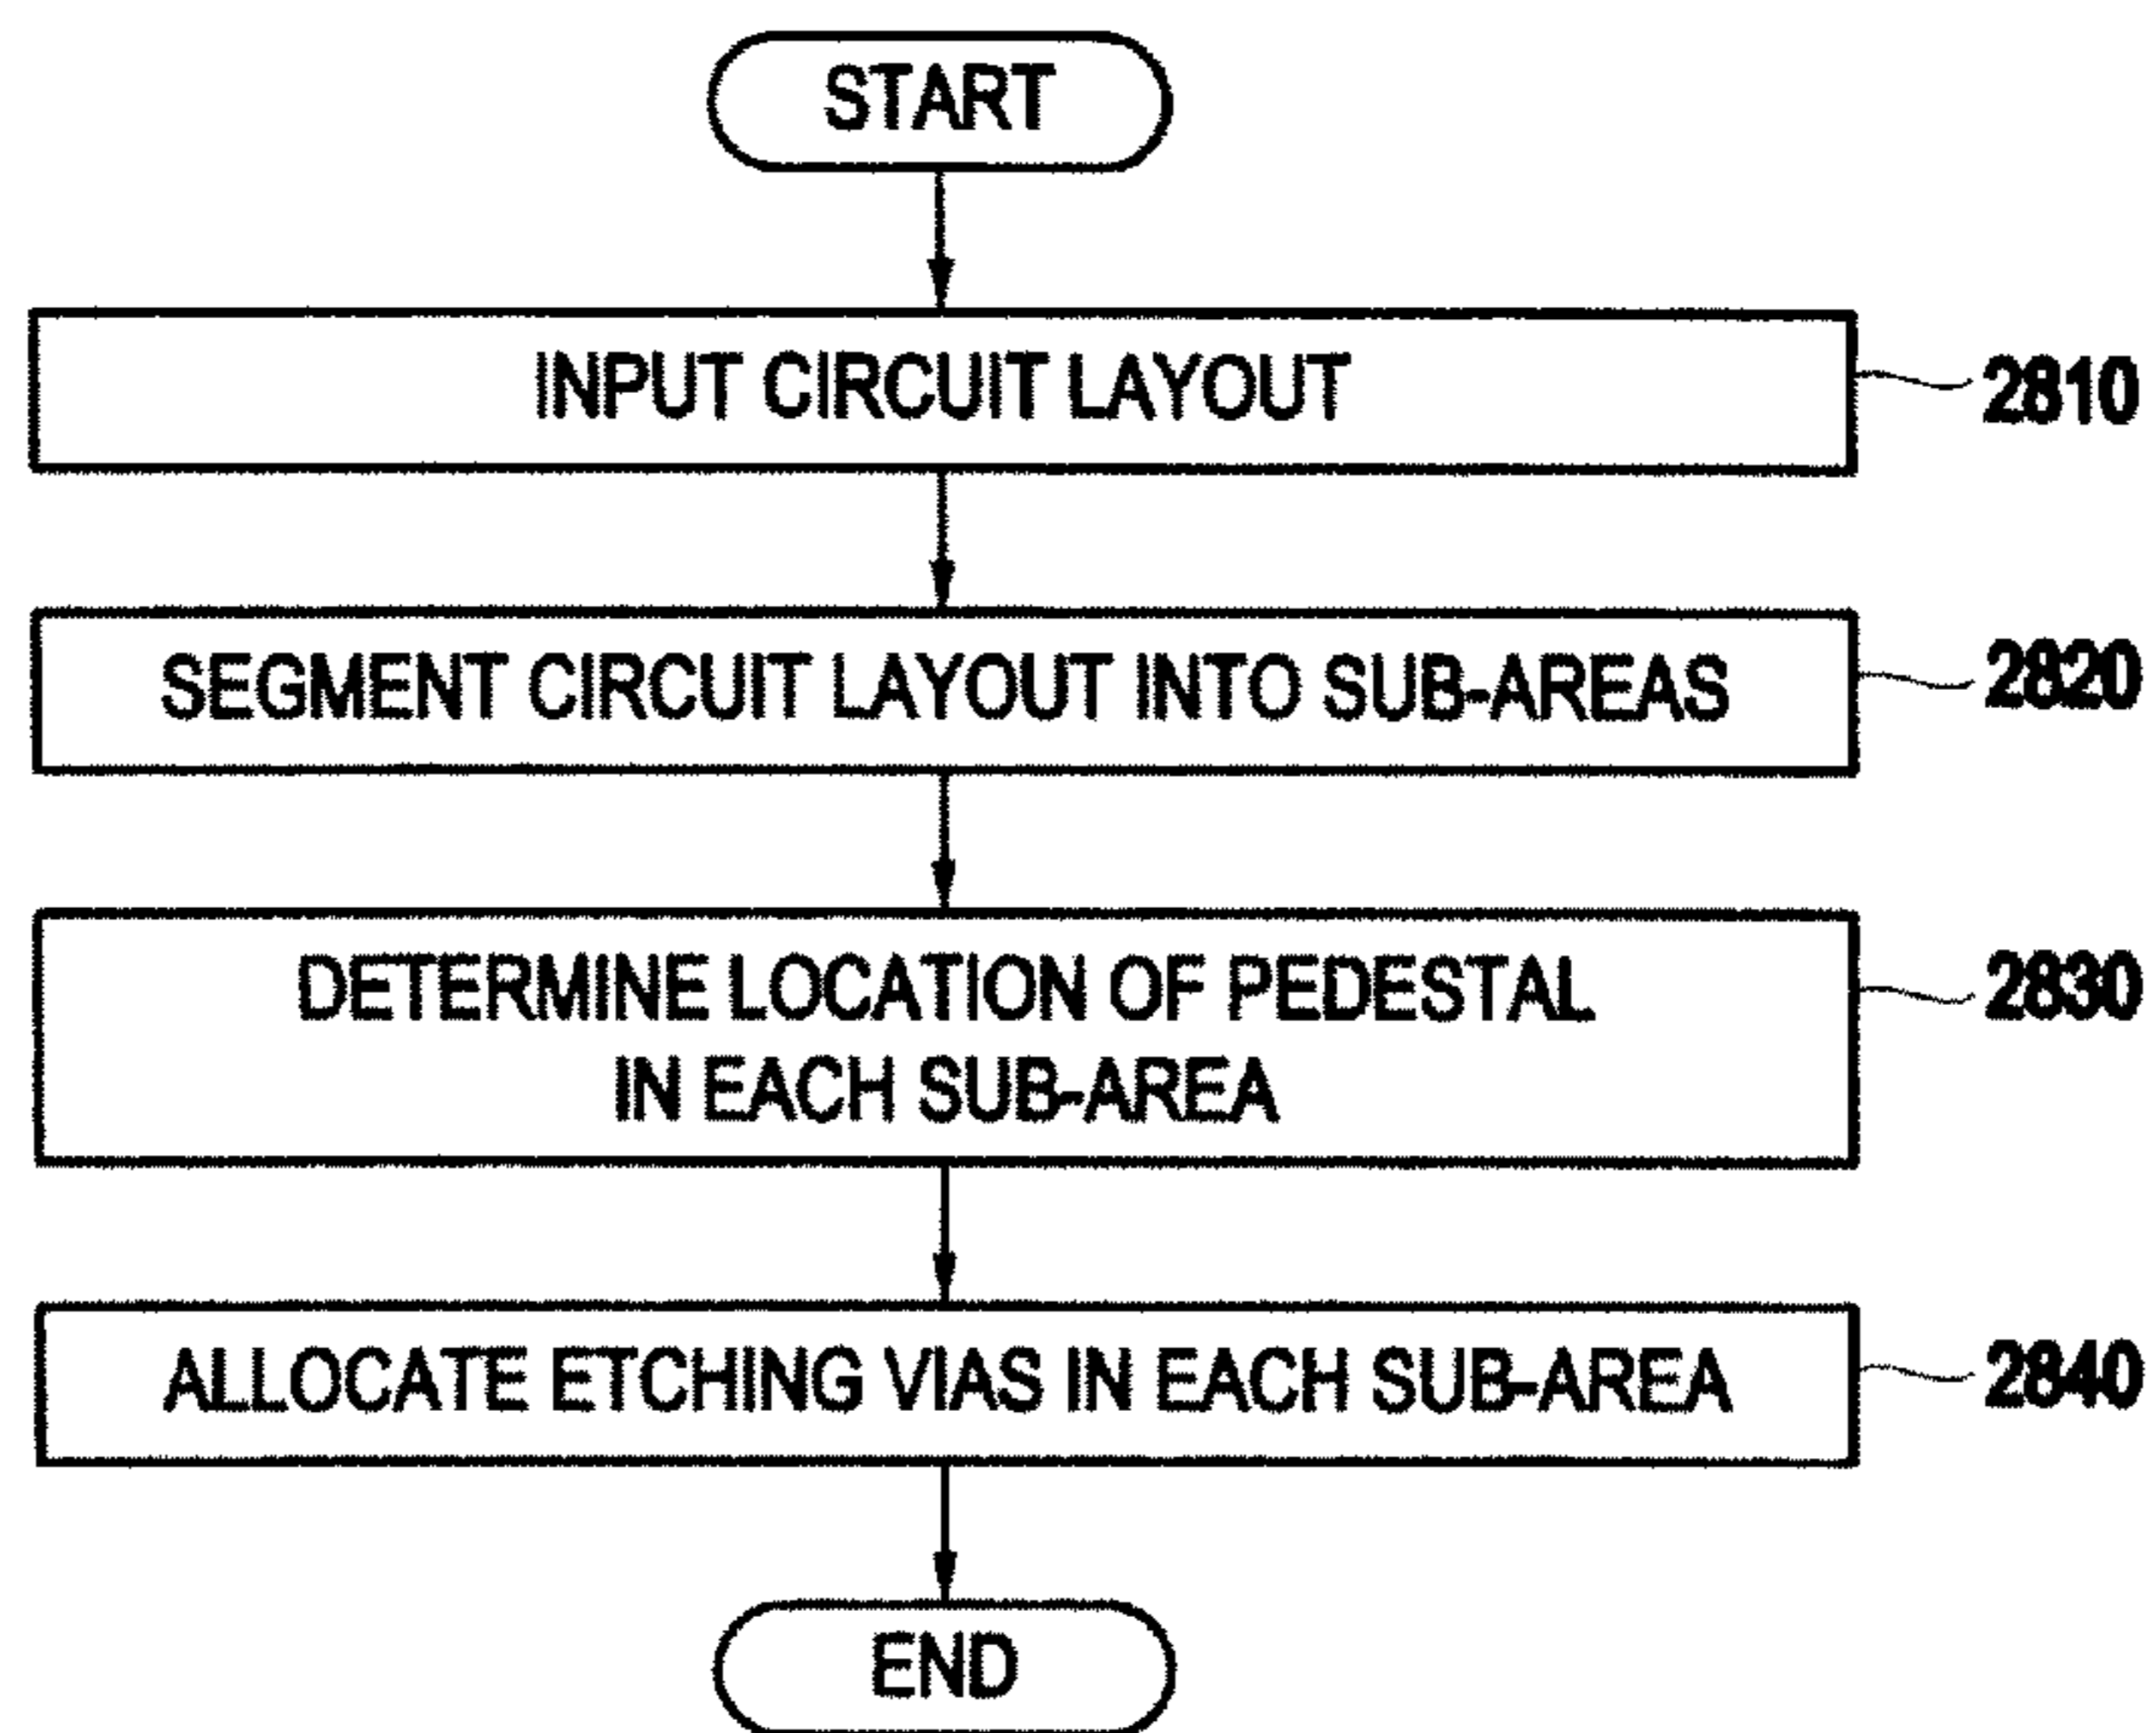 START
INPUT CIRCUIT LAYOUT
2810
SEGMENT CIRCUIT LAYOUT INTO SUB-AREAS
2820
DETERMINE LOCATION OF PEDESTAL
IN EACH SUB-AREA
2830
ALLOCATE ETCHING VIAS IN EACH SUB-AREA
2840
END